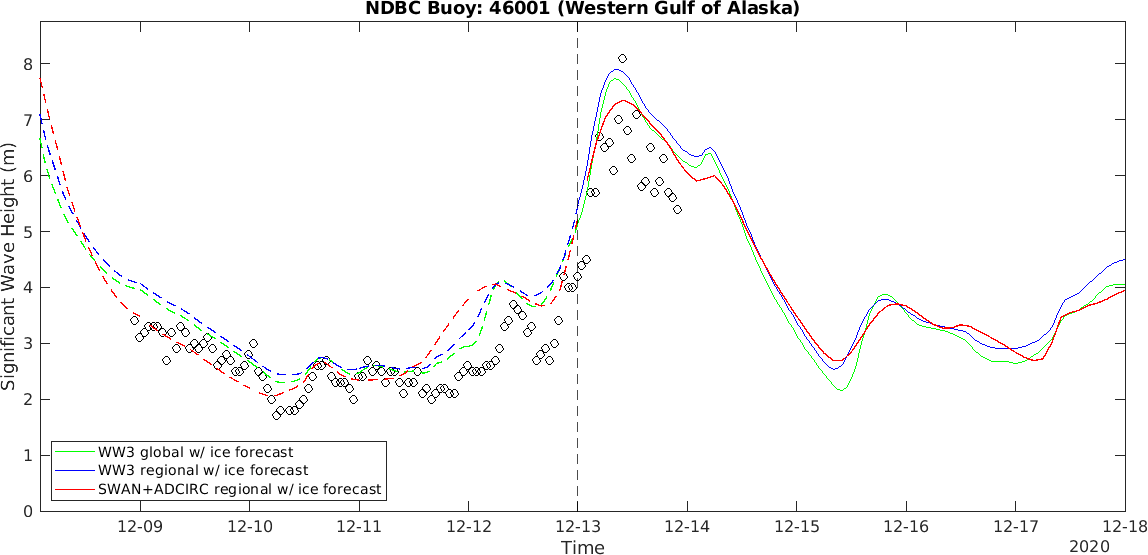 NDBC Buoy: 46001 (Western Gulf of Alaska)
Significant Wave Height (m)
8
7
6
5
4
3
2
1
0
WW3 global w/ ice forecast
WW3 regional w/ ice forecast
SWAN+ADCIRC regional w/ ice forecast
12-09 12-10 12-11 12-12 12-13 12-14 12-15 12-16 12-17 12-18
Time
2020